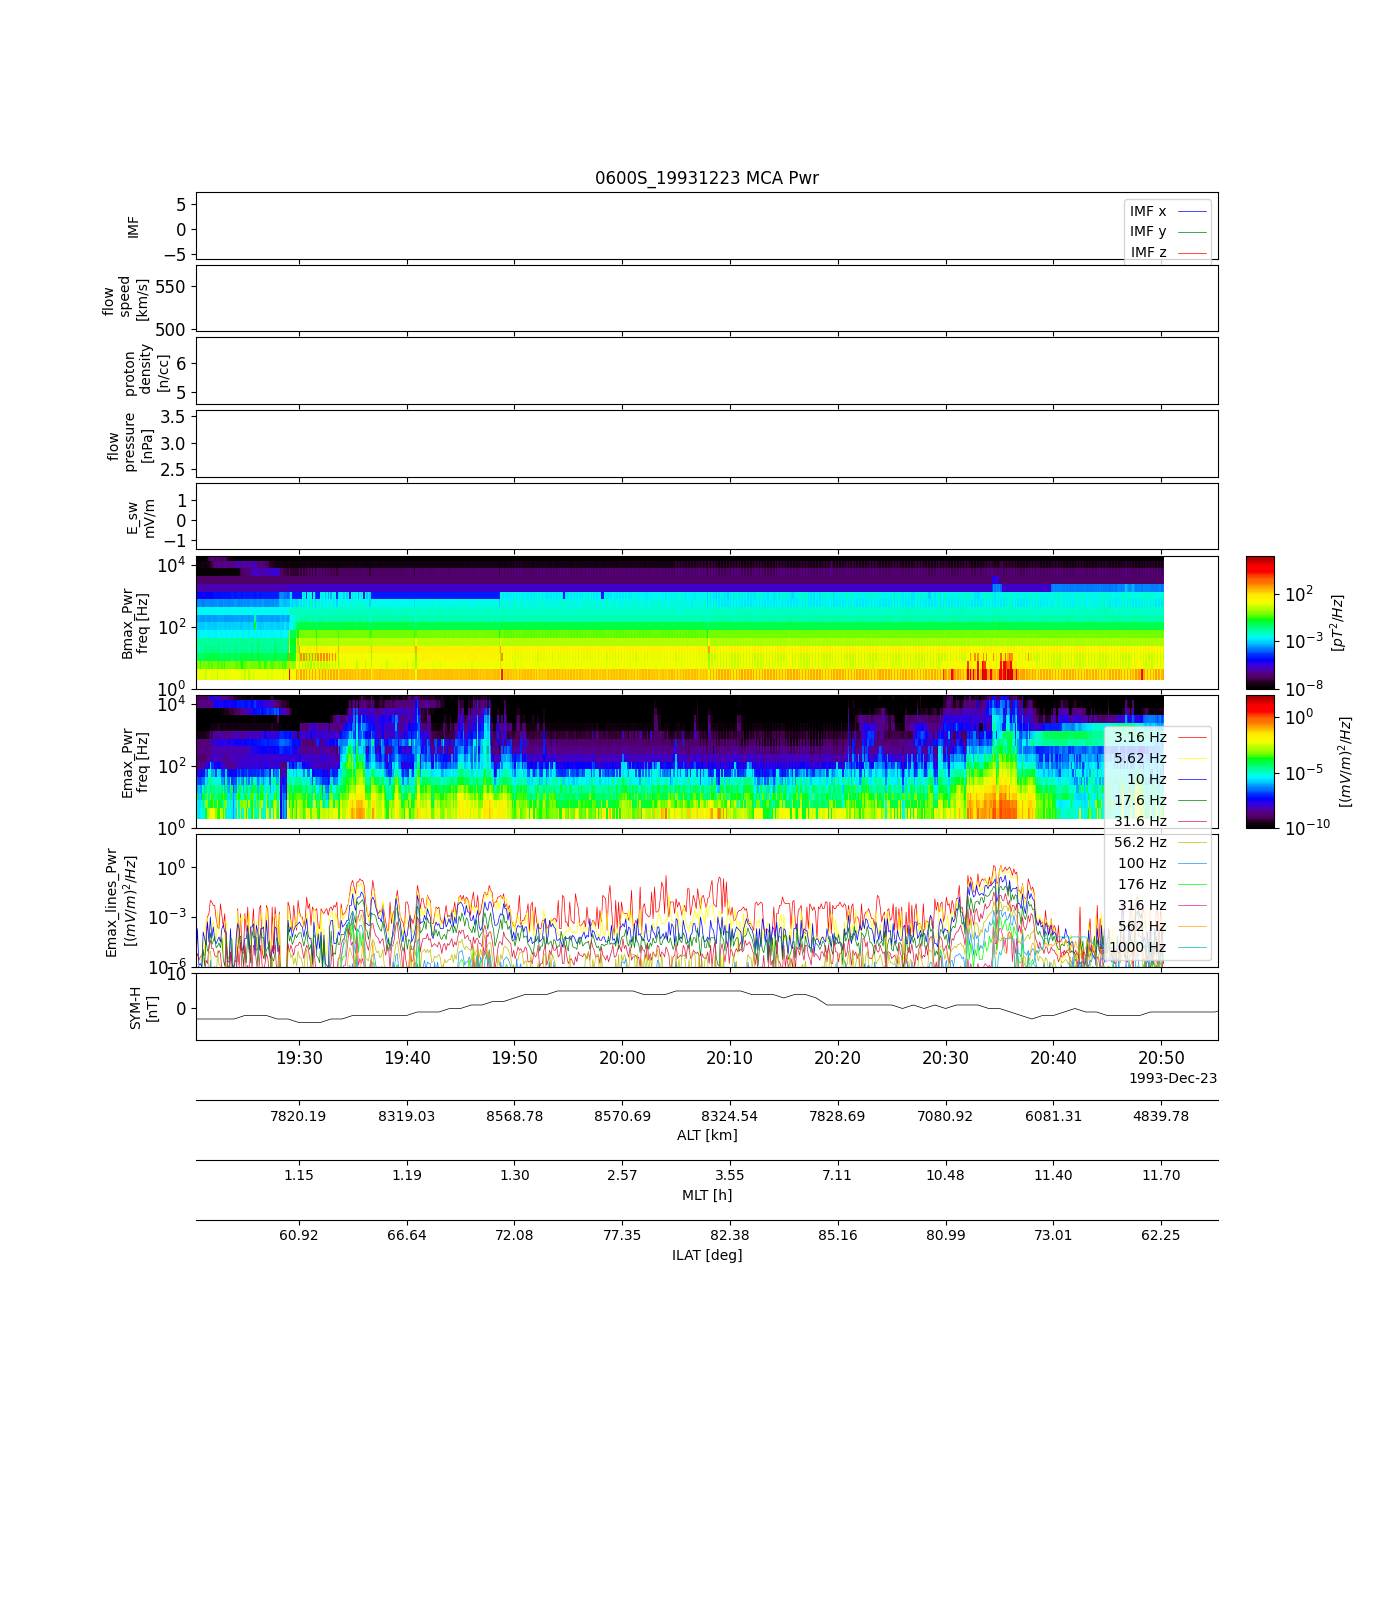 0600S_19931223 MCA Pwr
IMF
5
0
−5
IMF x
IMF y
IMF z
flow
speed
[km/s]
550
500
proton
density
[n/cc]
6
5
flow
pressure
[nPa]
3.5
3.0
2.5
E_sw
mV/m
1
0
−1
Bmax_Pwr
freq [Hz]
10^4
10^2
10^0
10^2
10^−3
10^−8
[pT^2/Hz]
Emax_Pwr
freq [Hz]
10^4
10^2
10^0
10^0
10^−5
10^−10
[(mV/m)^2/Hz]
3.16 Hz
5.62 Hz
10 Hz
17.6 Hz
31.6 Hz
56.2 Hz
100 Hz
176 Hz
316 Hz
562 Hz
1000 Hz
Emax_lines_Pwr
[(mV/m)^2/Hz]
10^0
10^−3
10^−6
SYM-H
[nT]
10
0
19:30 19:40 19:50 20:00 20:10 20:20 20:30 20:40 20:50
1993-Dec-23
7820.19 8319.03 8568.78 8570.69 8324.54 7828.69 7080.92 6081.31 4839.78
ALT [km]
1.15 1.19 1.30 2.57 3.55 7.11 10.48 11.40 11.70
MLT [h]
60.92 66.64 72.08 77.35 82.38 85.16 80.99 73.01 62.25
ILAT [deg]